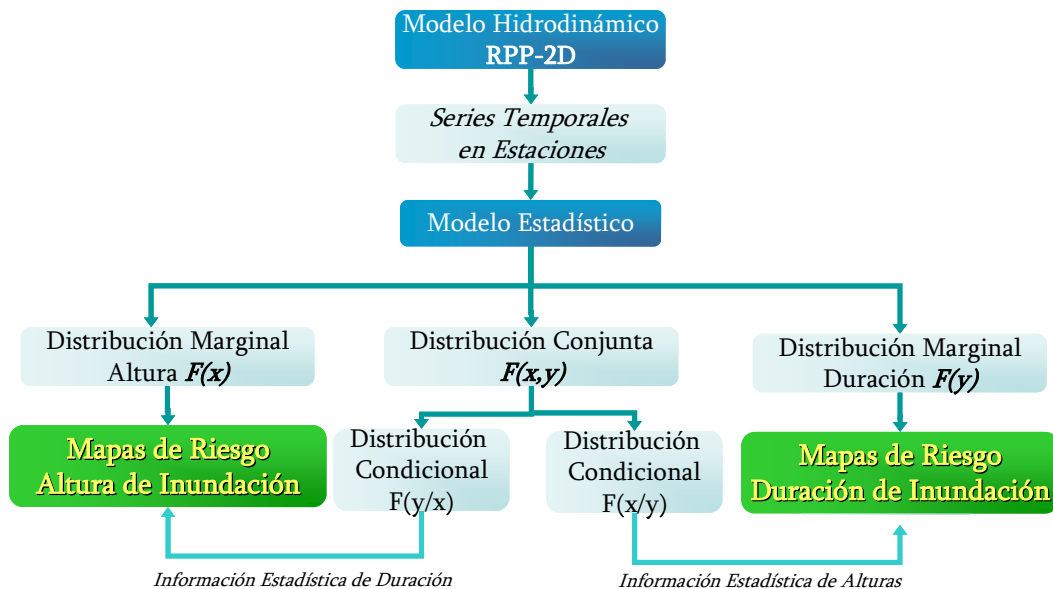 Modelo Hidrodinámico
RPP-2D
Series Temporales
en Estaciones
Modelo Estadístico
Distribución Marginal
Altura F(x)
Distribución Conjunta
F(x,y)
Distribución Marginal
Duración F(y)
Mapas de Riesgo
Altura de Inundación
Distribución
Condicional
F(y/x)
Distribución
Condicional
F(x/y)
Mapas de Riesgo
Duración de Inundación
Información Estadística de Duración
Información Estadística de Alturas